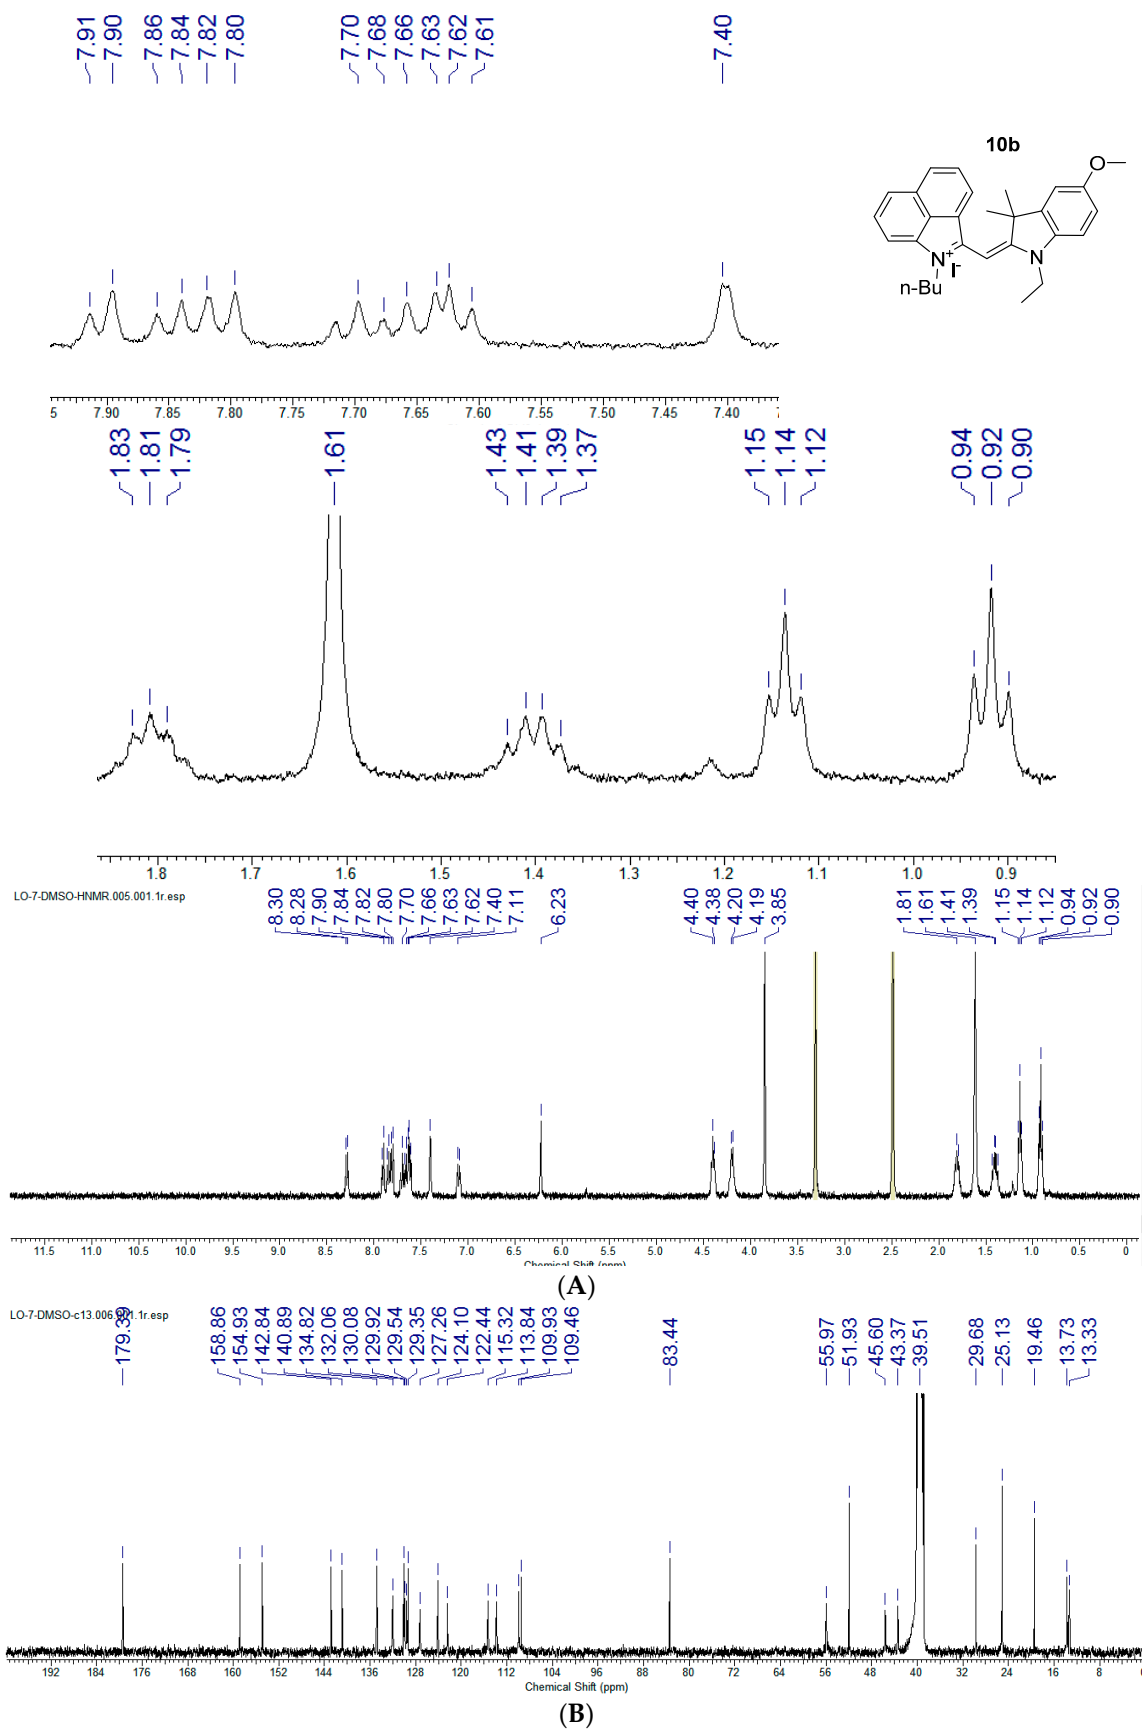 7.91 7.90 7.86 7.84 7.82 7.80 7.70 7.68 7.66 7.63 7.62 7.61 7.40
10b
O
N+
I-
N
n-Bu
5 7.90 7.85 7.80 7.75 7.70 7.65 7.60 7.55 7.50 7.45 7.40
1.83 1.81 1.79 1.61 1.43 1.41 1.39 1.37 1.15 1.14 1.12 0.94 0.92 0.90
1.8 1.7 1.6 1.5 1.4 1.3 1.2 1.1 1.0 0.9
LO-7-DMSO-HNMR.005.001.1r.esp
8.30 8.28 7.90 7.84 7.82 7.80 7.70 7.66 7.63 7.62 7.40 7.11 6.23 4.40 4.38 4.20 4.19 3.85 1.81 1.61 1.41 1.39 1.15 1.14 1.12 0.94 0.92 0.90
11.5 11.0 10.5 10.0 9.5 9.0 8.5 8.0 7.5 7.0 6.5 6.0 5.5 5.0 4.5 4.0 3.5 3.0 2.5 2.0 1.5 1.0 0.5 0
Chemical Shift (ppm)
(A)
LO-7-DMSO-c13.006.001.1r.esp
179.39 158.86 154.93 142.84 140.89 134.82 132.06 130.08 129.92 129.54 129.35 127.26 124.10 122.44 115.32 113.84 109.93 109.46 83.44 55.97 51.93 45.60 43.37 39.51 29.68 25.13 19.46 13.73 13.33
192 184 176 168 160 152 144 136 128 120 112 104 96 88 80 72 64 56 48 40 32 24 16 8 0
Chemical Shift (ppm)
(B)